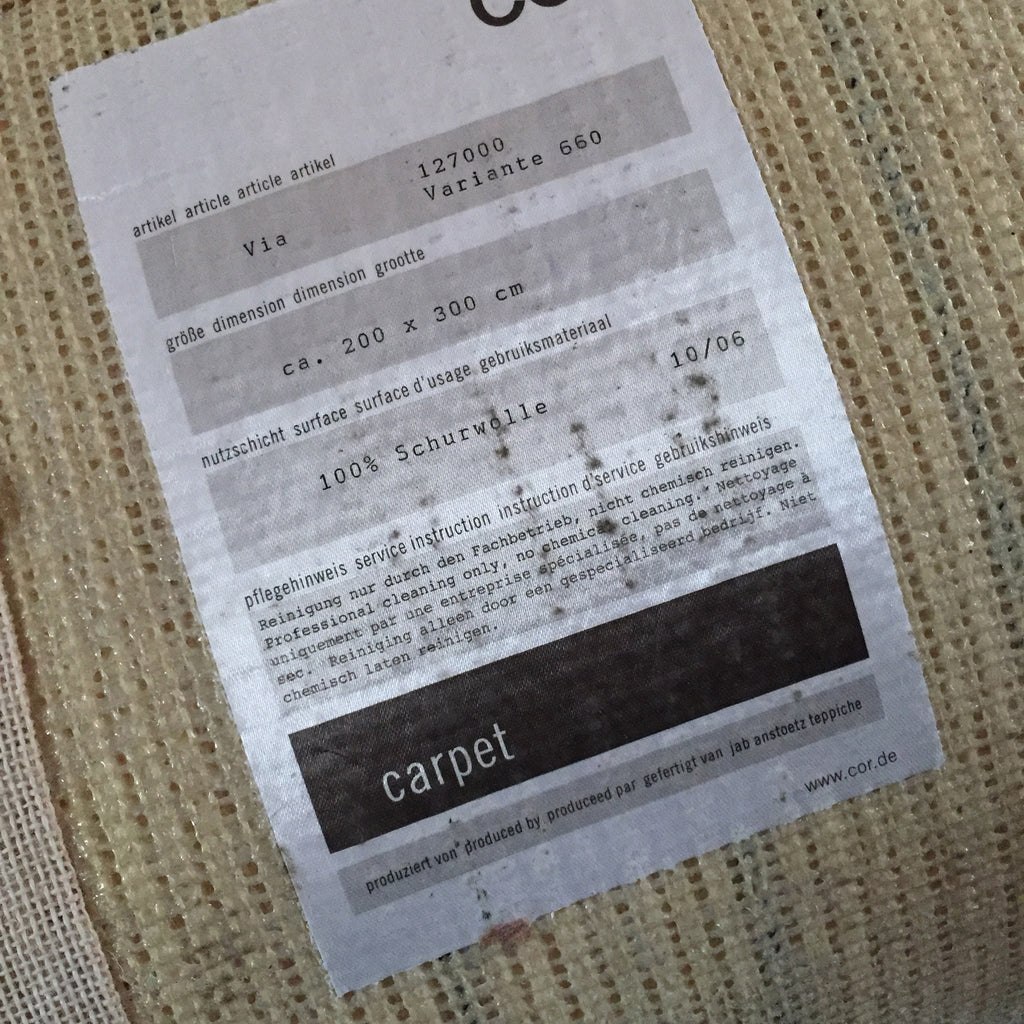 artikel article article artikel
127000
Via Variante 660
größe dimension dimension grootte
ca. 200 x 300 cm
nutzschicht surface surface d'usage gebruiksmateriaal
100% Schurwolle 10/06
pflegehinweis service instruction instruction d'service gebruikshinweis
Reinigung nur durch den Fachbetrieb, nicht chemisch reinigen.
Professional cleaning only, no chemical cleaning. Nettoyage
uniquement par une entreprise spécialisée, pas de nettoyage à
sec. Reiniging alleen door een gespecialiseerd bedrijf. Niet
chemisch laten reinigen.
carpet
produziert von produced by produceed par gefertigt van jab anstoetz teppiche
www.cor.de